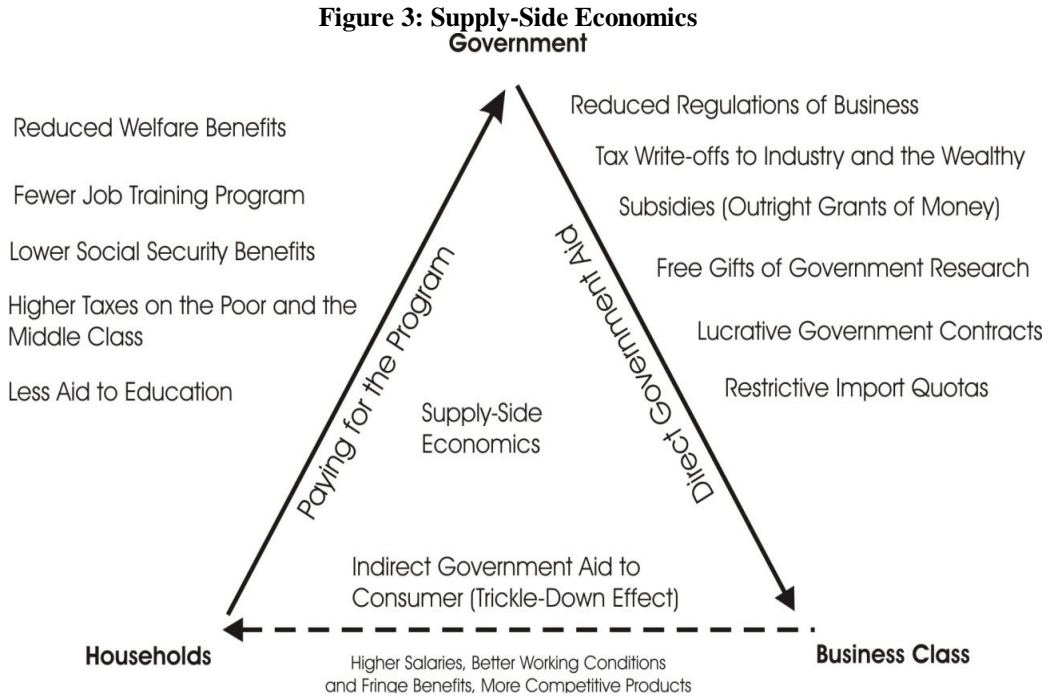 Figure 3: Supply-Side Economics
Government
Reduced Welfare Benefits
Fewer Job Training Program
Lower Social Security Benefits
Higher Taxes on the Poor and the
Middle Class
Less Aid to Education
Paying for the Program
Supply-Side
Economics
Direct Government Aid
Reduced Regulations of Business
Tax Write-offs to Industry and the Wealthy
Subsidies (Outright Grants of Money)
Free Gifts of Government Research
Lucrative Government Contracts
Restrictive Import Quotas
Indirect Government Aid to
Consumer (Trickle-Down Effect)
Households
Business Class
Higher Salaries, Better Working Conditions
and Fringe Benefits, More Competitive Products